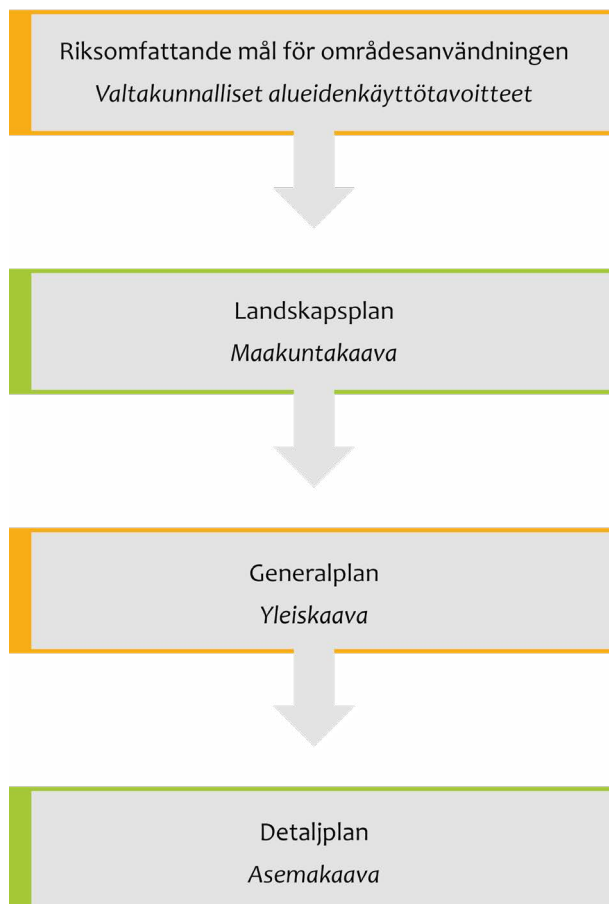 Riksomfattande mål för områdesanvändningen
Valtakunnalliset alueidenkäyttötavoitteet
Landskapsplan
Maakuntakaava
Generalplan
Yleiskaava
Detaljplan
Asemakaava